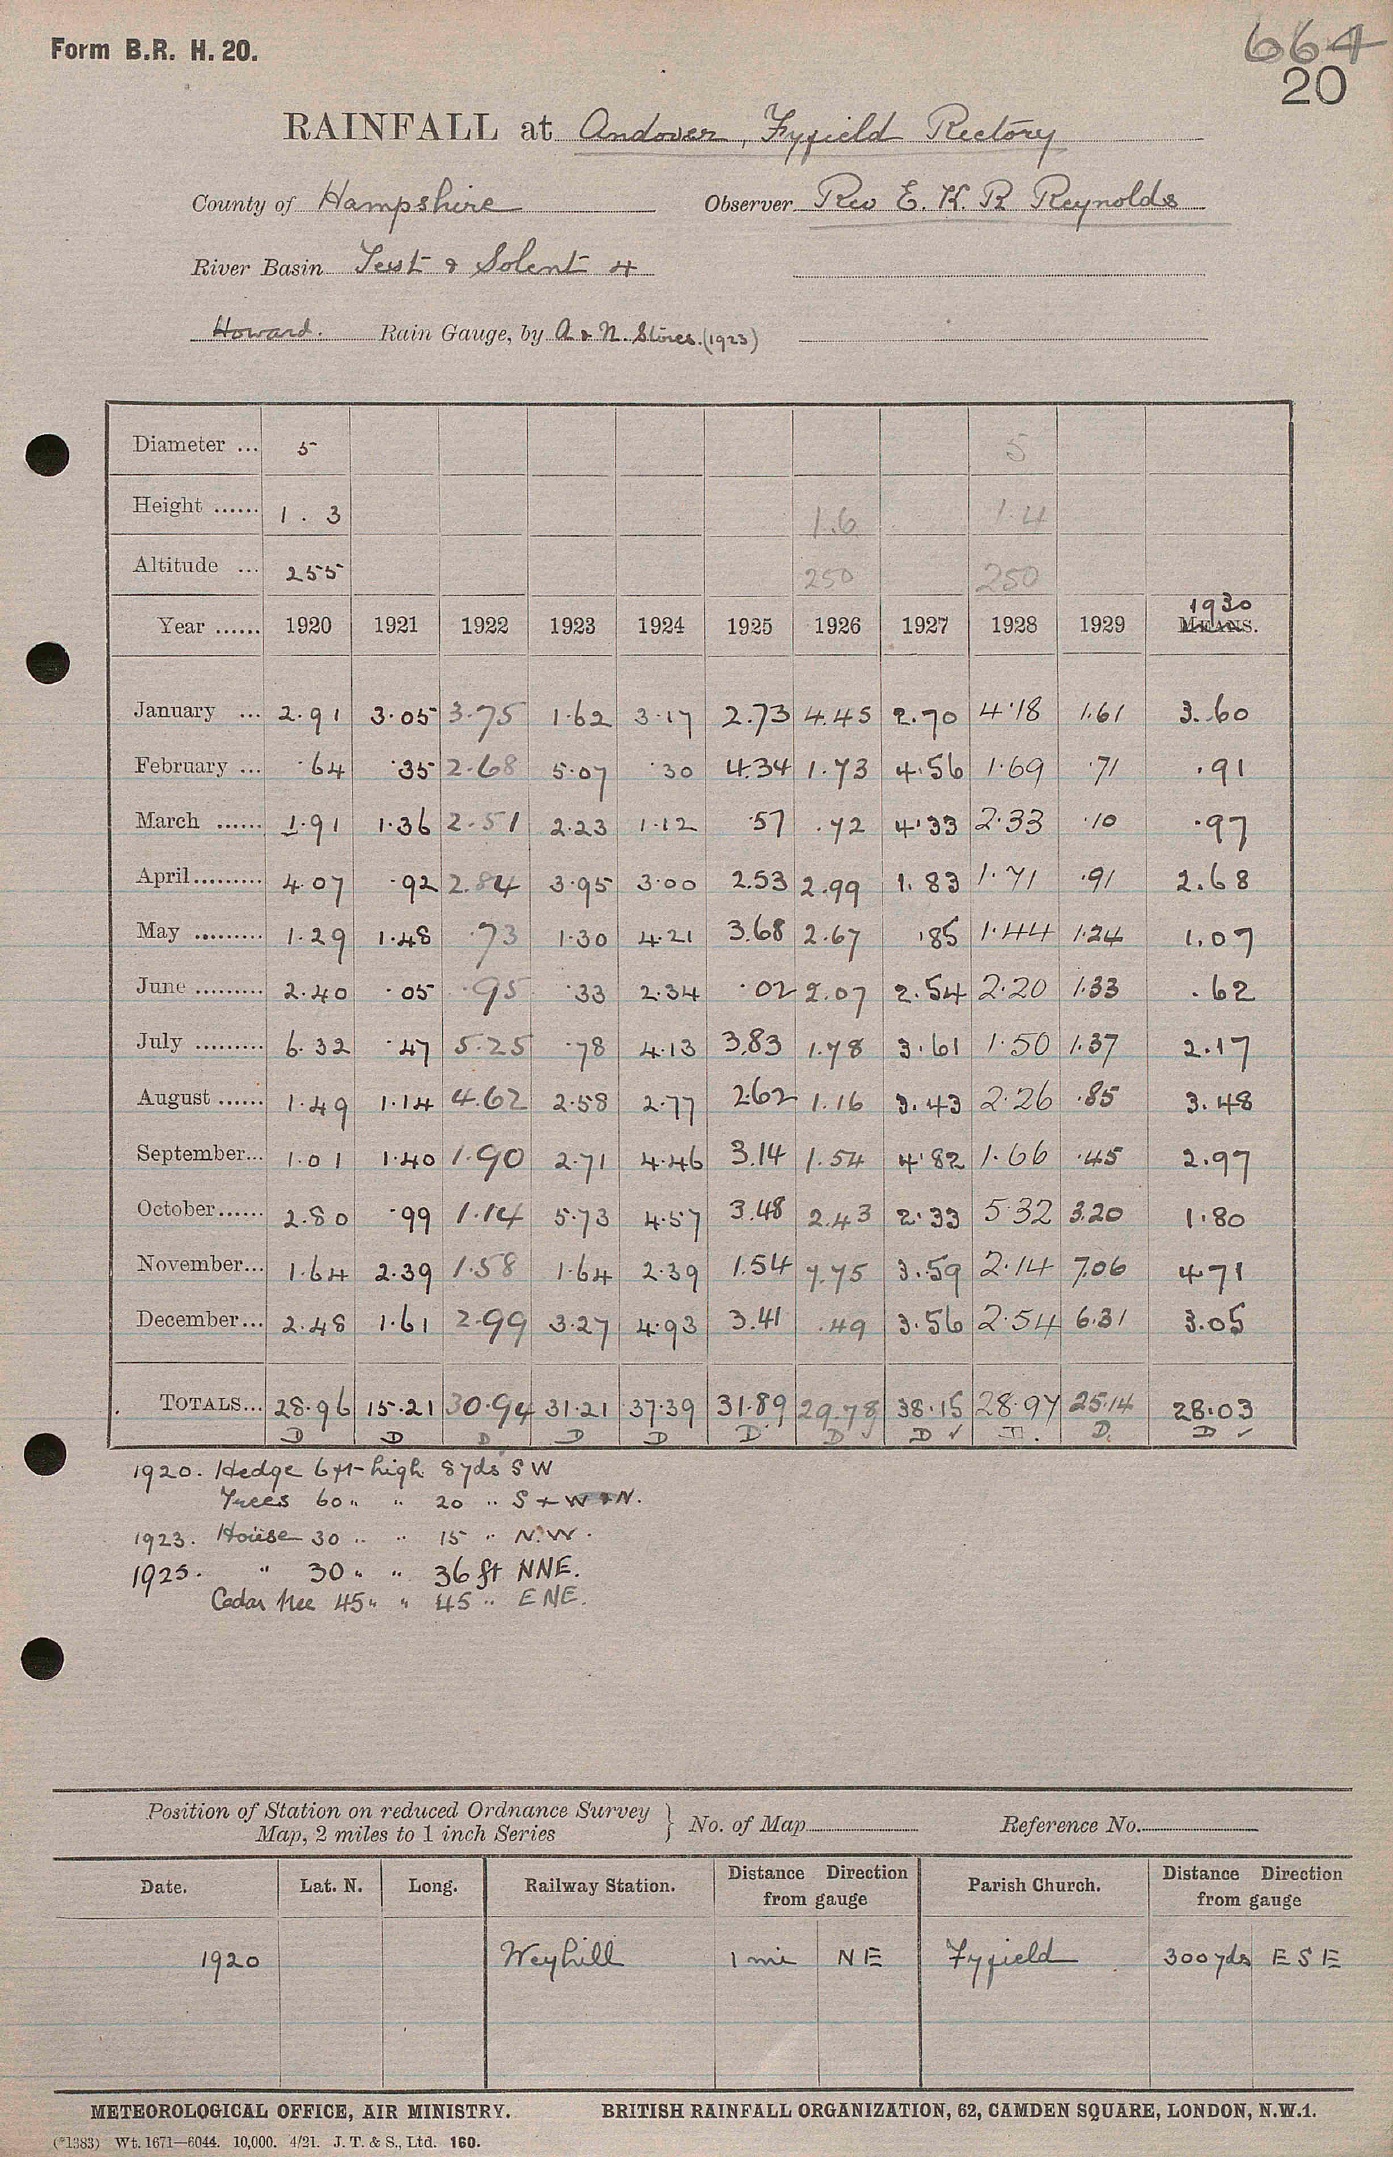 Form B.R. H. 20.
664
20
RAINFALL at Andover, Fyfield Rectory
County of Hampshire Observer Rev E. K. R Reynolds
River Basin Test & Solent 4
Howard. Rain Gauge, by A & N. Stores. (1923)
Diameter ... 5 5
Height ...... 1 . 3 1.6 1.4
Altitude ... 255 250 250
1930
Year ...... 1920 1921 1922 1923 1924 1925 1926 1927 1928 1929 MEANS.
January ... 2.91 3.05 3.75 1.62 3.17 2.73 4.45 2.70 4.18 1.61 3.60
February ... .64 .35 2.68 5.07 .30 4.34 1.73 4.56 1.69 .71 .91
March ...... 1.91 1.36 2.51 2.23 1.12 .57 .72 4.33 2.33 .10 .97
April......... 4.07 .92 2.84 3.95 3.00 2.53 2.99 1.83 1.71 .91 2.68
May ......... 1.29 1.48 .73 1.30 4.21 3.68 2.67 .85 1.44 1.24 1.07
June ......... 2.40 .05 .95 .33 2.34 .02 2.07 2.54 2.20 1.33 .62
July ......... 6.32 .47 5.25 .78 4.13 3.83 1.78 3.61 1.50 1.37 2.17
August ...... 1.49 1.14 4.62 2.58 2.77 2.62 1.16 3.43 2.26 .85 3.48
September... 1.01 1.40 1.90 2.71 4.46 3.14 1.54 4.82 1.66 .45 2.97
October...... 2.80 .99 1.14 5.73 4.57 3.48 2.43 2.33 5.32 3.20 1.80
November... 1.64 2.39 1.58 1.64 2.39 1.54 7.75 3.59 2.14 7.06 4.71
December... 2.48 1.61 2.99 3.27 4.93 3.41 .49 3.56 2.54 6.31 3.05
TOTALS... 28.96 15.21 30.94 31.21 37.39 31.89 29.78 38.15 28.97 25.14 28.03
D D D D D D D D ✓ D. D. D ✓
1920. Hedge 6 ft high 8 yds S W
Trees 60 " " 20 " S + W + N.
1923. House 30 " " 15 " N.W.
1925. " 30 " " 36 ft NNE.
Cedar tree 45 " " 45 " ENE.
Position of Station on reduced Ordnance Survey
Map, 2 miles to 1 inch Series } No. of Map Reference No.
Date. Lat. N. Long. Railway Station. Distance Direction from gauge Parish Church. Distance Direction from gauge
1920 Weyhill 1 mi NE Fyfield 300 yds E S E
METEOROLOGICAL OFFICE, AIR MINISTRY. BRITISH RAINFALL ORGANIZATION, 62, CAMDEN SQUARE, LONDON, N.W.1.
(*1383) Wt. 1671—6044. 10,000. 4/21. J. T. & S., Ltd. 160.